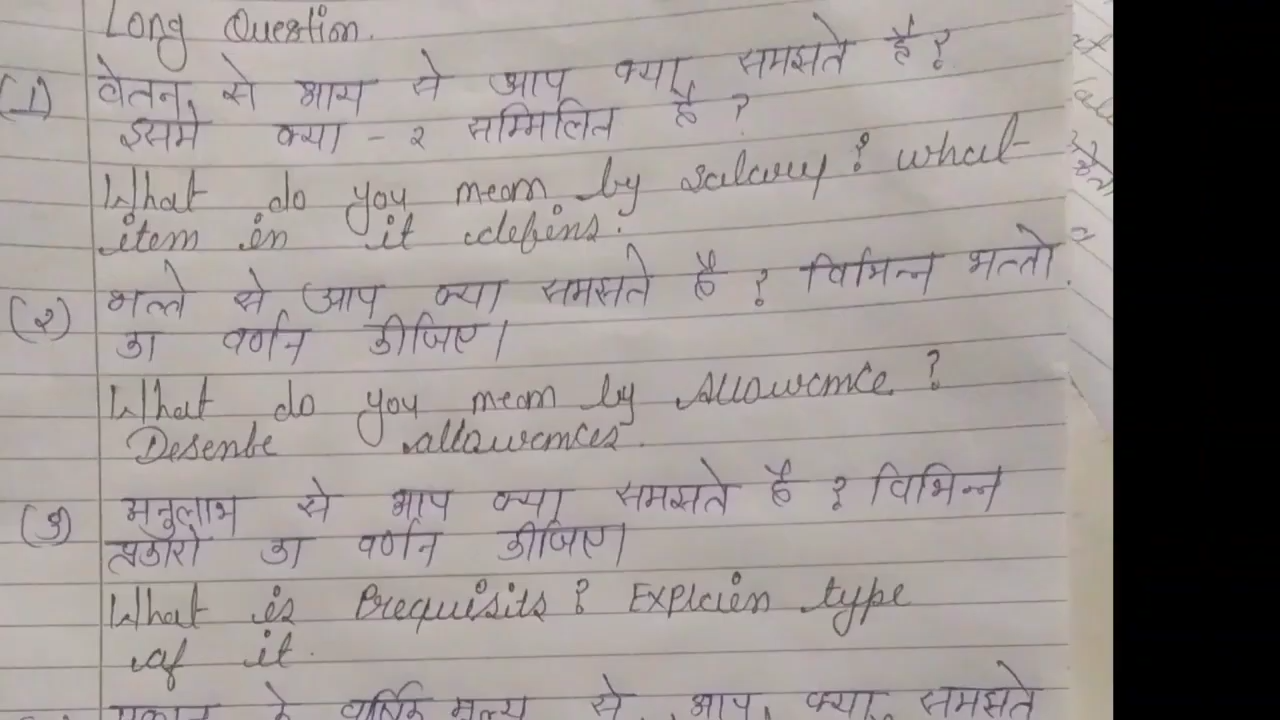 Long Question.
(1) वेतन से आय से आप क्या समझते है ?
इसमे क्या - २ सम्मिलित है ?
What do you mean by salary ? what
item in it defins.
(२) भत्ते से आप क्या समझते है ? विभिन्न भत्तो
का वर्णन कीजिए।
What do you mean by Allowance ?
Desenbe allowances.
(3) अनुलाभ से आप क्या समझते है ? विभिन्न
प्रकारो का वर्णन कीजिए।
What is Prequisits ? Explain type
of it.
मकान के वार्षिक मूल्य से आप क्या समझते